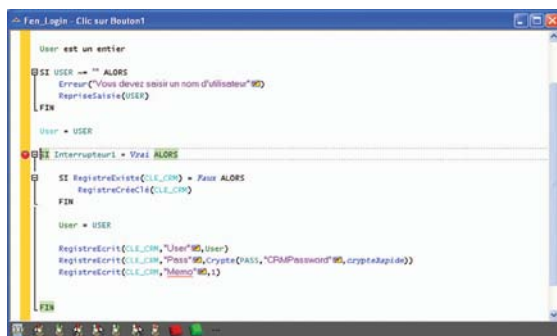 Fen_Login - Clic sur Bouton1
User est un entier
SI USER ~= "" ALORS
Erreur("Vous devez saisir un nom d'utilisateur")
RepriseSaisie(USER)
FIN
User = USER
SI Interrupteur1 = Vrai ALORS
SI RegistreExiste(CLE_CRM) = Faux ALORS
RegistreCréeClé(CLE_CRM)
FIN
User = USER
RegistreEcrit(CLE_CRM,"User",User)
RegistreEcrit(CLE_CRM,"Pass",Crypte(PASS,"CRMPassword",crypteRapide))
RegistreEcrit(CLE_CRM,"Memo",1)
FIN